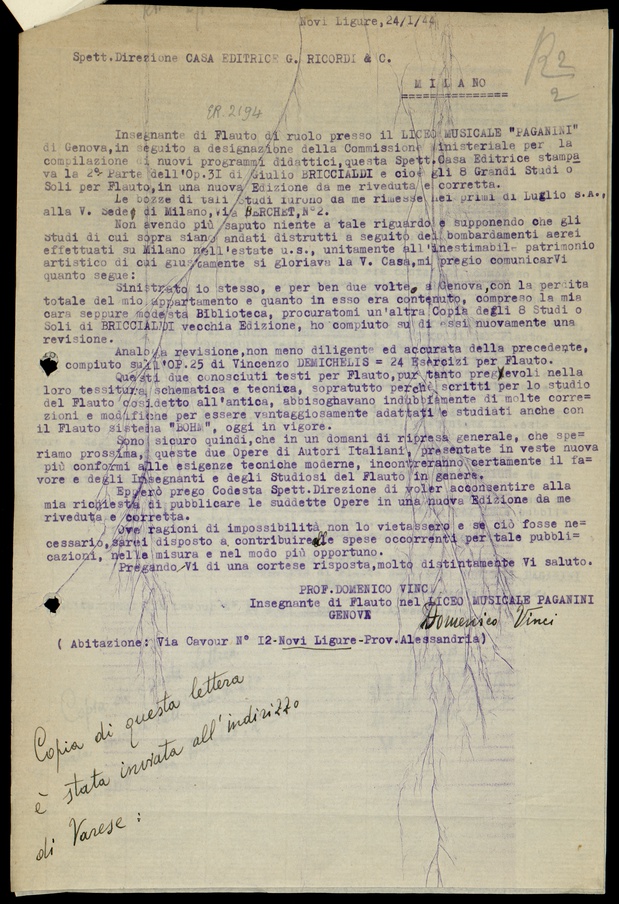 Novi Ligure, 24/1/44
R 2
2
Spett.Direzione CASA EDITRICE G. RICORDI & C.
MILANO
ER.2194
Insegnante di Flauto di ruolo presso il LICEO MUSICALE "PAGANINI"
di Genova,in seguito a designazione della Commissione Ministeriale per la
compilazione di nuovi programmi didattici,questa Spett.Casa Editrice stampa
va la 2ª Parte dell'Op.3I di Giulio BRICCIALDI e cioè gli 8 Grandi Studi o
Soli per Flauto,in una nuova Edizione da me riveduta e corretta.
Le bozze di tali Studi furono da me rimesse nei primi di Luglio s.a.,
alla V. Sede, di Milano,via BERCHET,N°2.
Non avendo più saputo niente a tale riguardo e supponendo che gli
Studi di cui sopra siano andati distrutti a seguito dei bombardamenti aerei
effettuati su Milano nell'estate u.s., unitamente all'inestimabile patrimonio
artistico di cui giustamente si gloriava la V. Casa,mi pregio comunicarVi
quanto segue:
Sinistrato io stesso, e per ben due volte, a Genova,con la perdita
totale del mio appartamento e quanto in esso era contenuto, compreso la mia
cara seppure modesta Biblioteca, procuratomi un'altra Copia degli 8 Studi o
Soli di BRICCIALDI vecchia Edizione, ho compiuto su di essi nuovamente una
revisione.
Analoga revisione,non meno diligente ed accurata della precedente,
ho compiuto sull'OP.25 di Vincenzo DEMICHELIS = 24 Esercizi per Flauto.
Questi due conosciuti testi per Flauto,pur tanto pregievoli nella
loro tessitura schematica e tecnica, sopratutto perchè scritti per lo studio
del Flauto cosidetto all'antica, abbisognavano indubbiamente di molte corre=
zioni e modifiche per essere vantaggiosamente adattati e studiati anche con
il Flauto sistema "BOHM", oggi in vigore.
Sono sicuro quindi,che in un domani di ripresa generale, che spe=
riamo prossima, queste due Opere di Autori Italiani, presentate in veste nuova
e più conformi alle esigenze tecniche moderne, incontreranno certamente il fa=
vore e degli Insegnanti e degli Studiosi del Flauto in genere.
Epperò prego Codesta Spett.Direzione di voler acconsentire alla
mia richiesta di pubblicare le suddette Opere in una nuova Edizione da me
riveduta e corretta.
Ove ragioni di impossibilità non lo vietassero e se ciò fosse ne=
cessario,sarei disposto a contribuire alle spese occorrenti per tale pubbli=
cazioni, nelle misura e nel modo più opportuno.
Pregando Vi di una cortese risposta,molto distintamente Vi saluto.
PROF.DOMENICO VINCI
Insegnante di Flauto nel LICEO MUSICALE PAGANINI
GENOVA
Domenico Vinci
( Abitazione: Via Cavour N° I2-Novi Ligure-Prov.Alessandria)
Copia di questa lettera
è stata inviata all'indirizzo
di Varese :